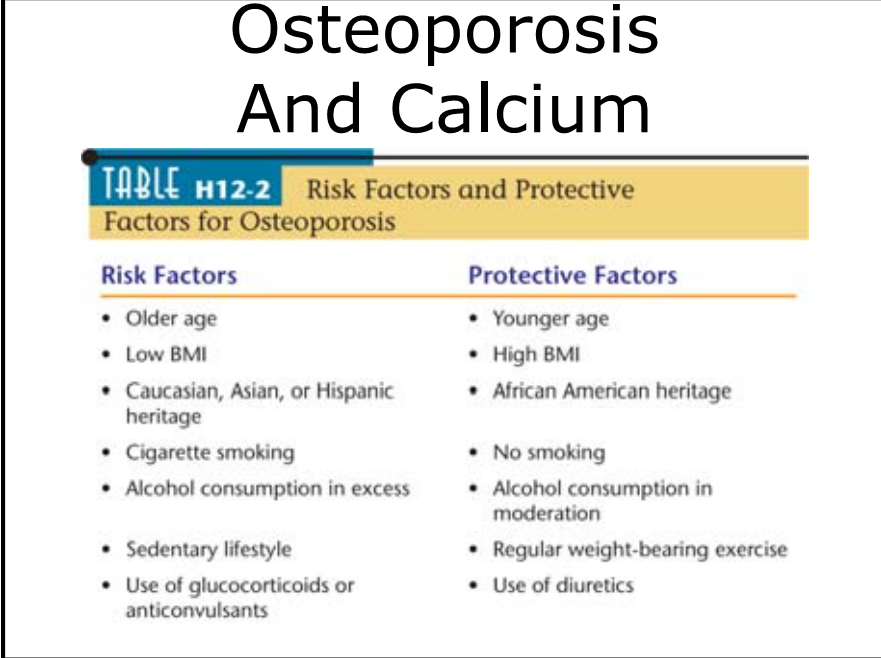 Osteoporosis
And Calcium
TABLE H12-2 Risk Factors and Protective
Factors for Osteoporosis
Risk Factors
• Older age
• Low BMI
• Caucasian, Asian, or Hispanic
heritage
• Cigarette smoking
• Alcohol consumption in excess
• Sedentary lifestyle
• Use of glucocorticoids or
anticonvulsants
Protective Factors
• Younger age
• High BMI
• African American heritage
• No smoking
• Alcohol consumption in
moderation
• Regular weight-bearing exercise
• Use of diuretics